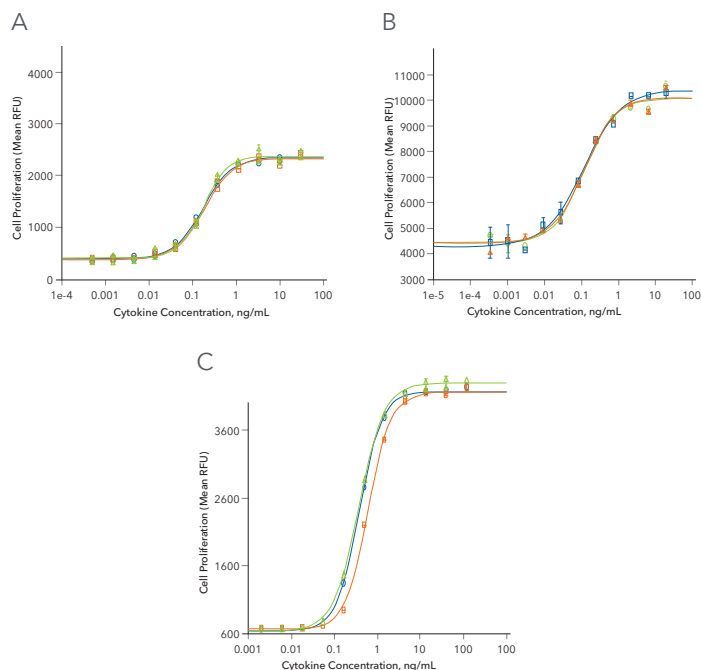 A
4000
3000
2000
1000
0
1e-4 0.001 0.01 0.1 1 10 100
Cell Proliferation (Mean RFU)
Cytokine Concentration, ng/mL
B
11000
10000
9000
8000
7000
6000
5000
4000
3000
1e-5 1e-4 0.001 0.01 0.1 1 10 100
Cell Proliferation (Mean RFU)
Cytokine Concentration, ng/mL
C
3600
2600
1600
600
0.001 0.01 0.1 1 10 100 1000
Cell Proliferation (Mean RFU)
Cytokine Concentration, ng/mL